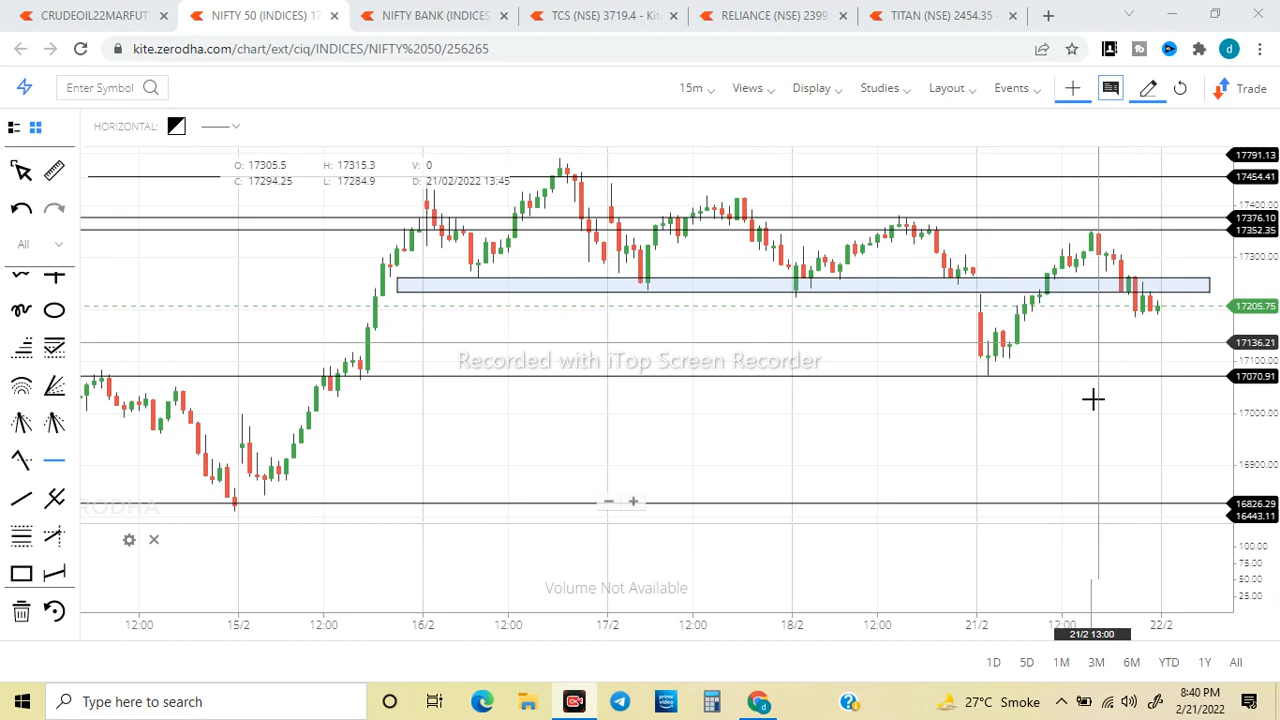 CRUDEOIL22MARFUT
NIFTY 50 (INDICES) 17
NIFTY BANK (INDICES
TCS (NSE) 3719.4 - Kit
RELIANCE (NSE) 2399
TITAN (NSE) 2454.35 -
kite.zerodha.com/chart/ext/ciq/INDICES/NIFTY%2050/256265
d
Enter Symbol
15m
Views
Display
Studies
Layout
Events
Trade
HORIZONTAL:
O: 17305.5 H: 17315.3 V: 0
C: 17294.25 L: 17284.9 D: 21/02/2022 13:45
All
17791.13
17454.41
17400.00
17376.10
17352.35
17300.00
17205.75
17136.21
17100.00
17070.91
17000.00
16900.00
16826.29
16443.11
Recorded with iTop Screen Recorder
RODHA
100.00
75.00
50.00
25.00
Volume Not Available
12:00 15/2 12:00 16/2 12:00 17/2 12:00 18/2 12:00 21/2 12:00 22/2
21/2 13:00
1D 5D 1M 3M 6M YTD 1Y All
Type here to search
prime video
27°C Smoke
8:40 PM
2/21/2022